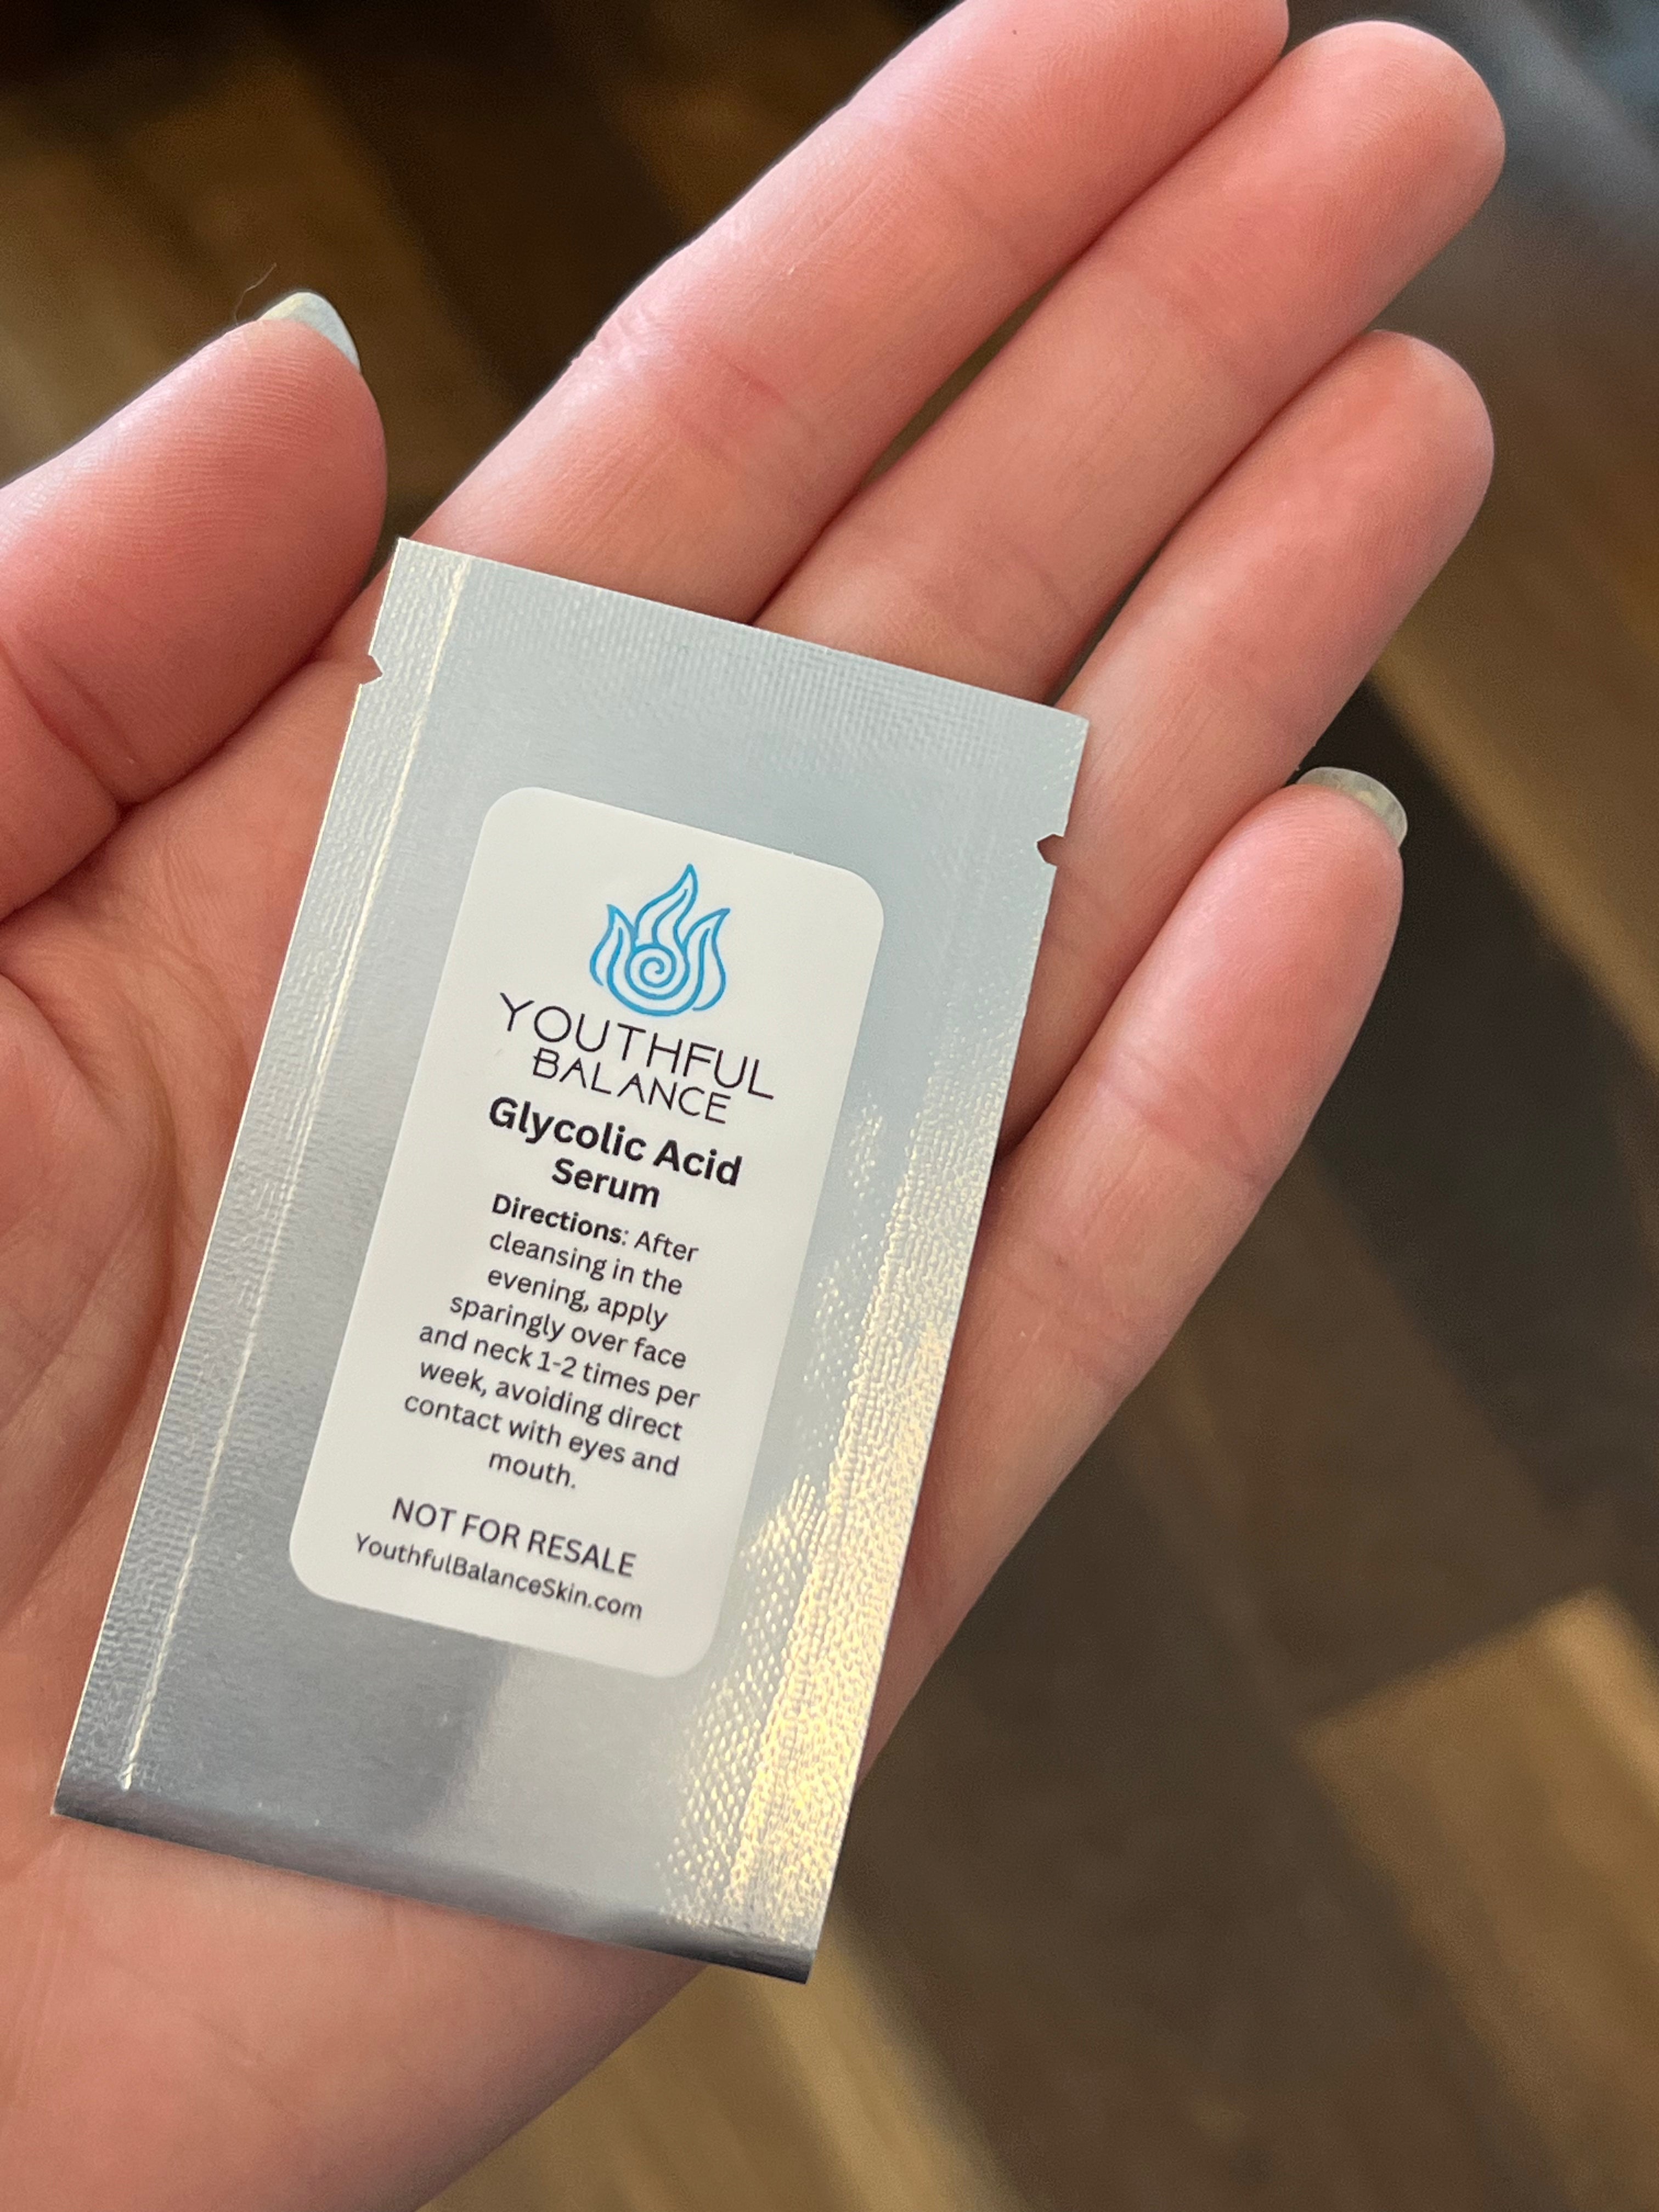 YOUTHFUL
BALANCE
Glycolic Acid
Serum
Directions: After
cleansing in the
evening, apply
sparingly over face
and neck 1-2 times per
week, avoiding direct
contact with eyes and
mouth.
NOT FOR RESALE
YouthfulBalanceSkin.com